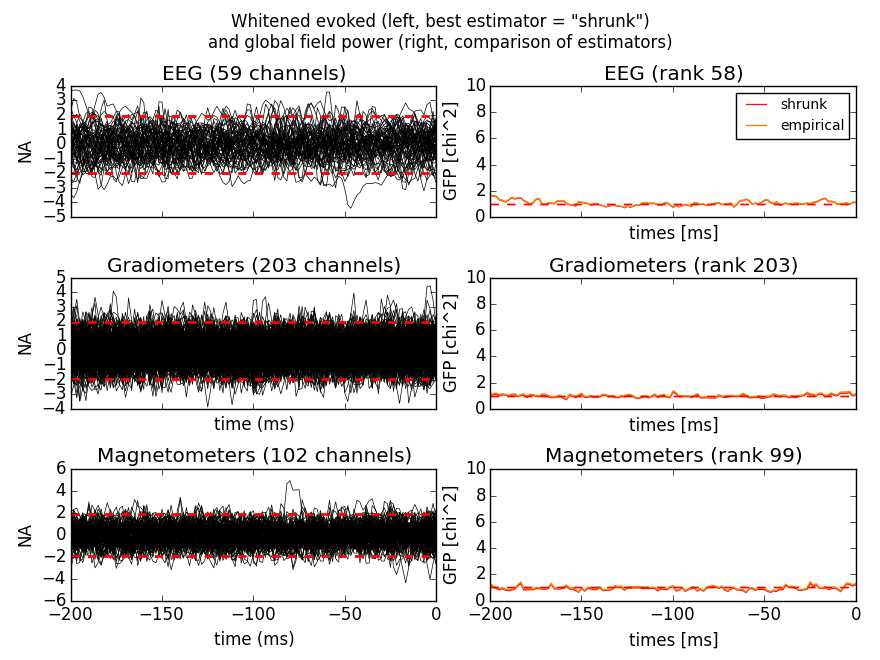 Whitened evoked (left, best estimator = "shrunk")
and global field power (right, comparison of estimators)
EEG (59 channels)
4
3
2
1
0
−1
−2
−3
−4
−5
NA
EEG (rank 58)
10
8
6
4
2
0
GFP [chi^2]
shrunk
empirical
times [ms]
Gradiometers (203 channels)
5
4
3
2
1
0
−1
−2
−3
−4
NA
time (ms)
Gradiometers (rank 203)
10
8
6
4
2
0
GFP [chi^2]
times [ms]
Magnetometers (102 channels)
6
4
2
0
−2
−4
−6
NA
−200 −150 −100 −50 0
time (ms)
Magnetometers (rank 99)
10
8
6
4
2
0
GFP [chi^2]
−200 −150 −100 −50 0
times [ms]